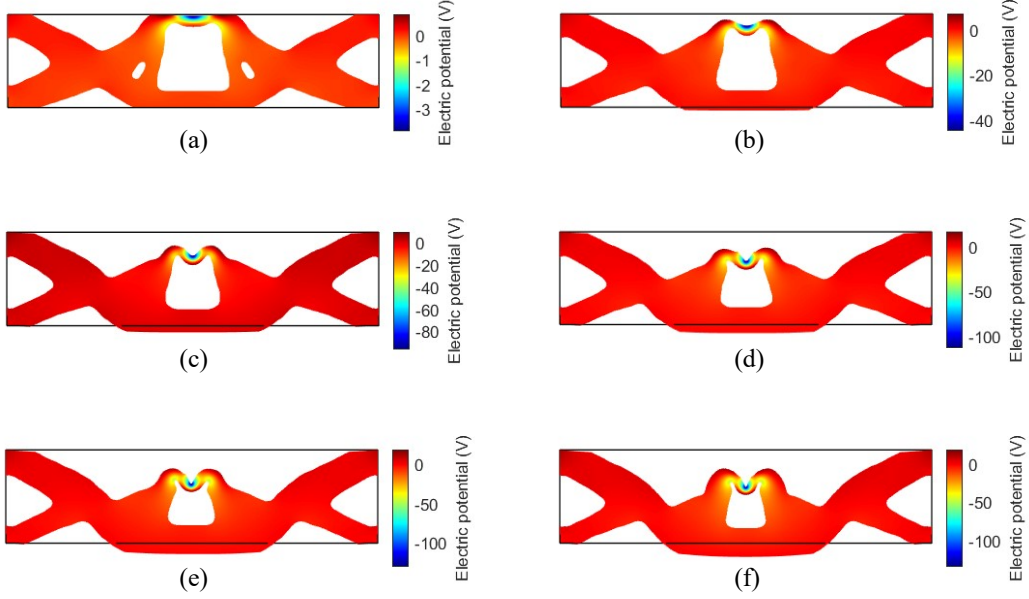 0
-1
-2
-3
Electric potential (V)
(a)
0
-20
-40
Electric potential (V)
(b)
0
-20
-40
-60
-80
Electric potential (V)
(c)
0
-50
-100
Electric potential (V)
(d)
0
-50
-100
Electric potential (V)
(e)
0
-50
-100
Electric potential (V)
(f)